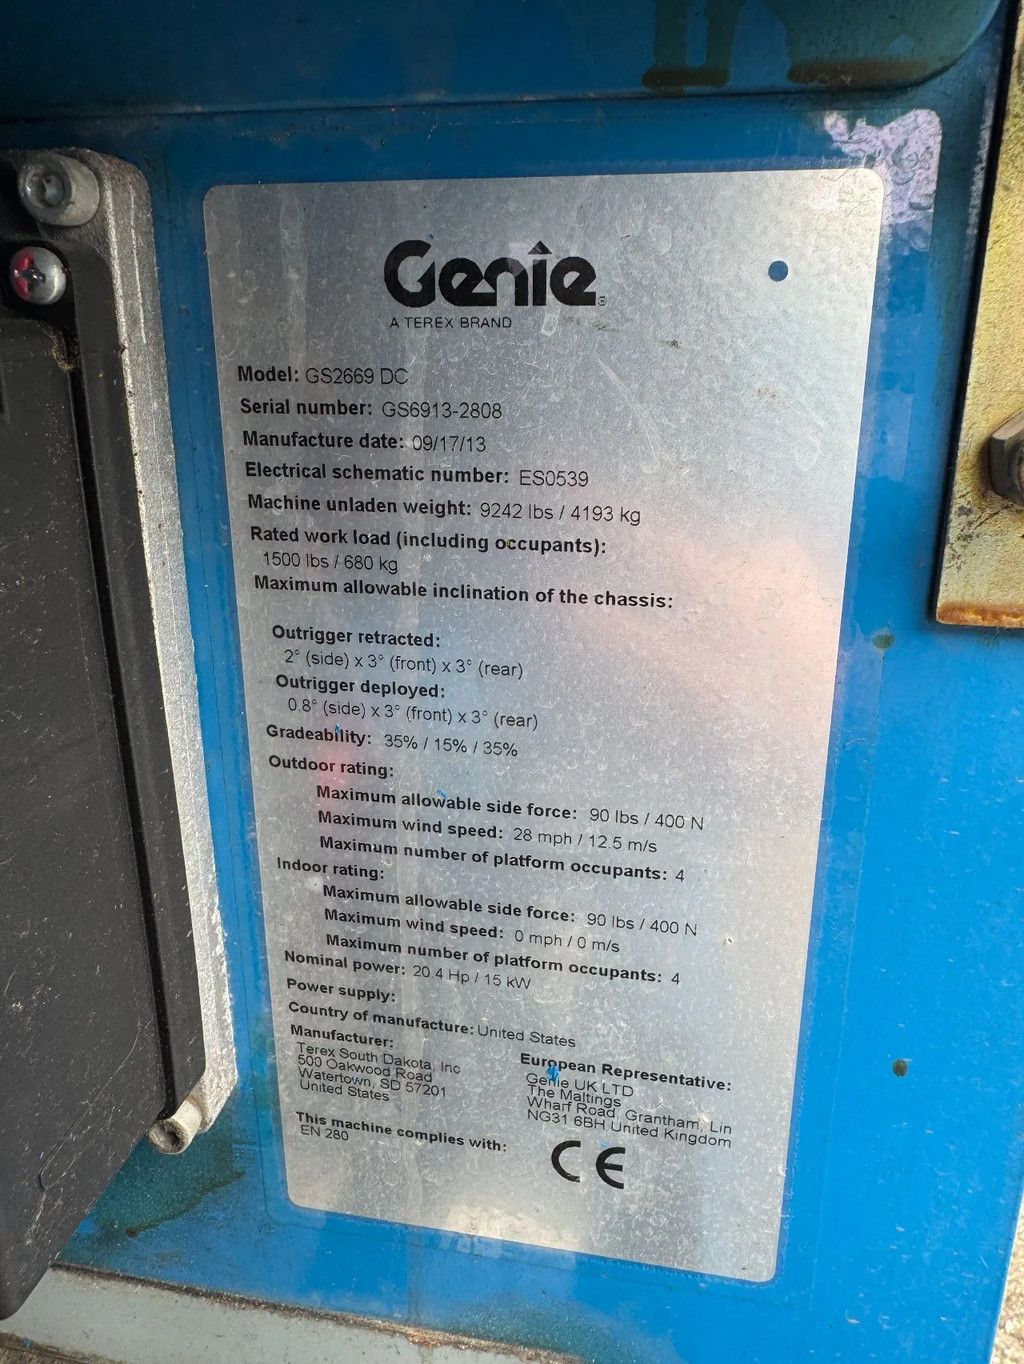 Genie®
A TEREX BRAND
Model: GS2669 DC
Serial number: GS6913-2808
Manufacture date: 09/17/13
Electrical schematic number: ES0539
Machine unladen weight: 9242 lbs / 4193 kg
Rated work load (including occupants):
1500 lbs / 680 kg
Maximum allowable inclination of the chassis:
Outrigger retracted:
2° (side) x 3° (front) x 3° (rear)
Outrigger deployed:
0.8° (side) x 3° (front) x 3° (rear)
Gradeability: 35% / 15% / 35%
Outdoor rating:
Maximum allowable side force: 90 lbs / 400 N
Maximum wind speed: 28 mph / 12.5 m/s
Maximum number of platform occupants: 4
Indoor rating:
Maximum allowable side force: 90 lbs / 400 N
Maximum wind speed: 0 mph / 0 m/s
Maximum number of platform occupants: 4
Nominal power: 20.4 Hp / 15 kW
Power supply:
Country of manufacture: United States
Manufacturer:
Terex South Dakota, Inc
500 Oakwood Road
Watertown, SD 57201
United States
European Representative:
Genie UK LTD
The Maltings
Wharf Road, Grantham, Lin
NG31 6BH United Kingdom
This machine complies with:
EN 280
CE